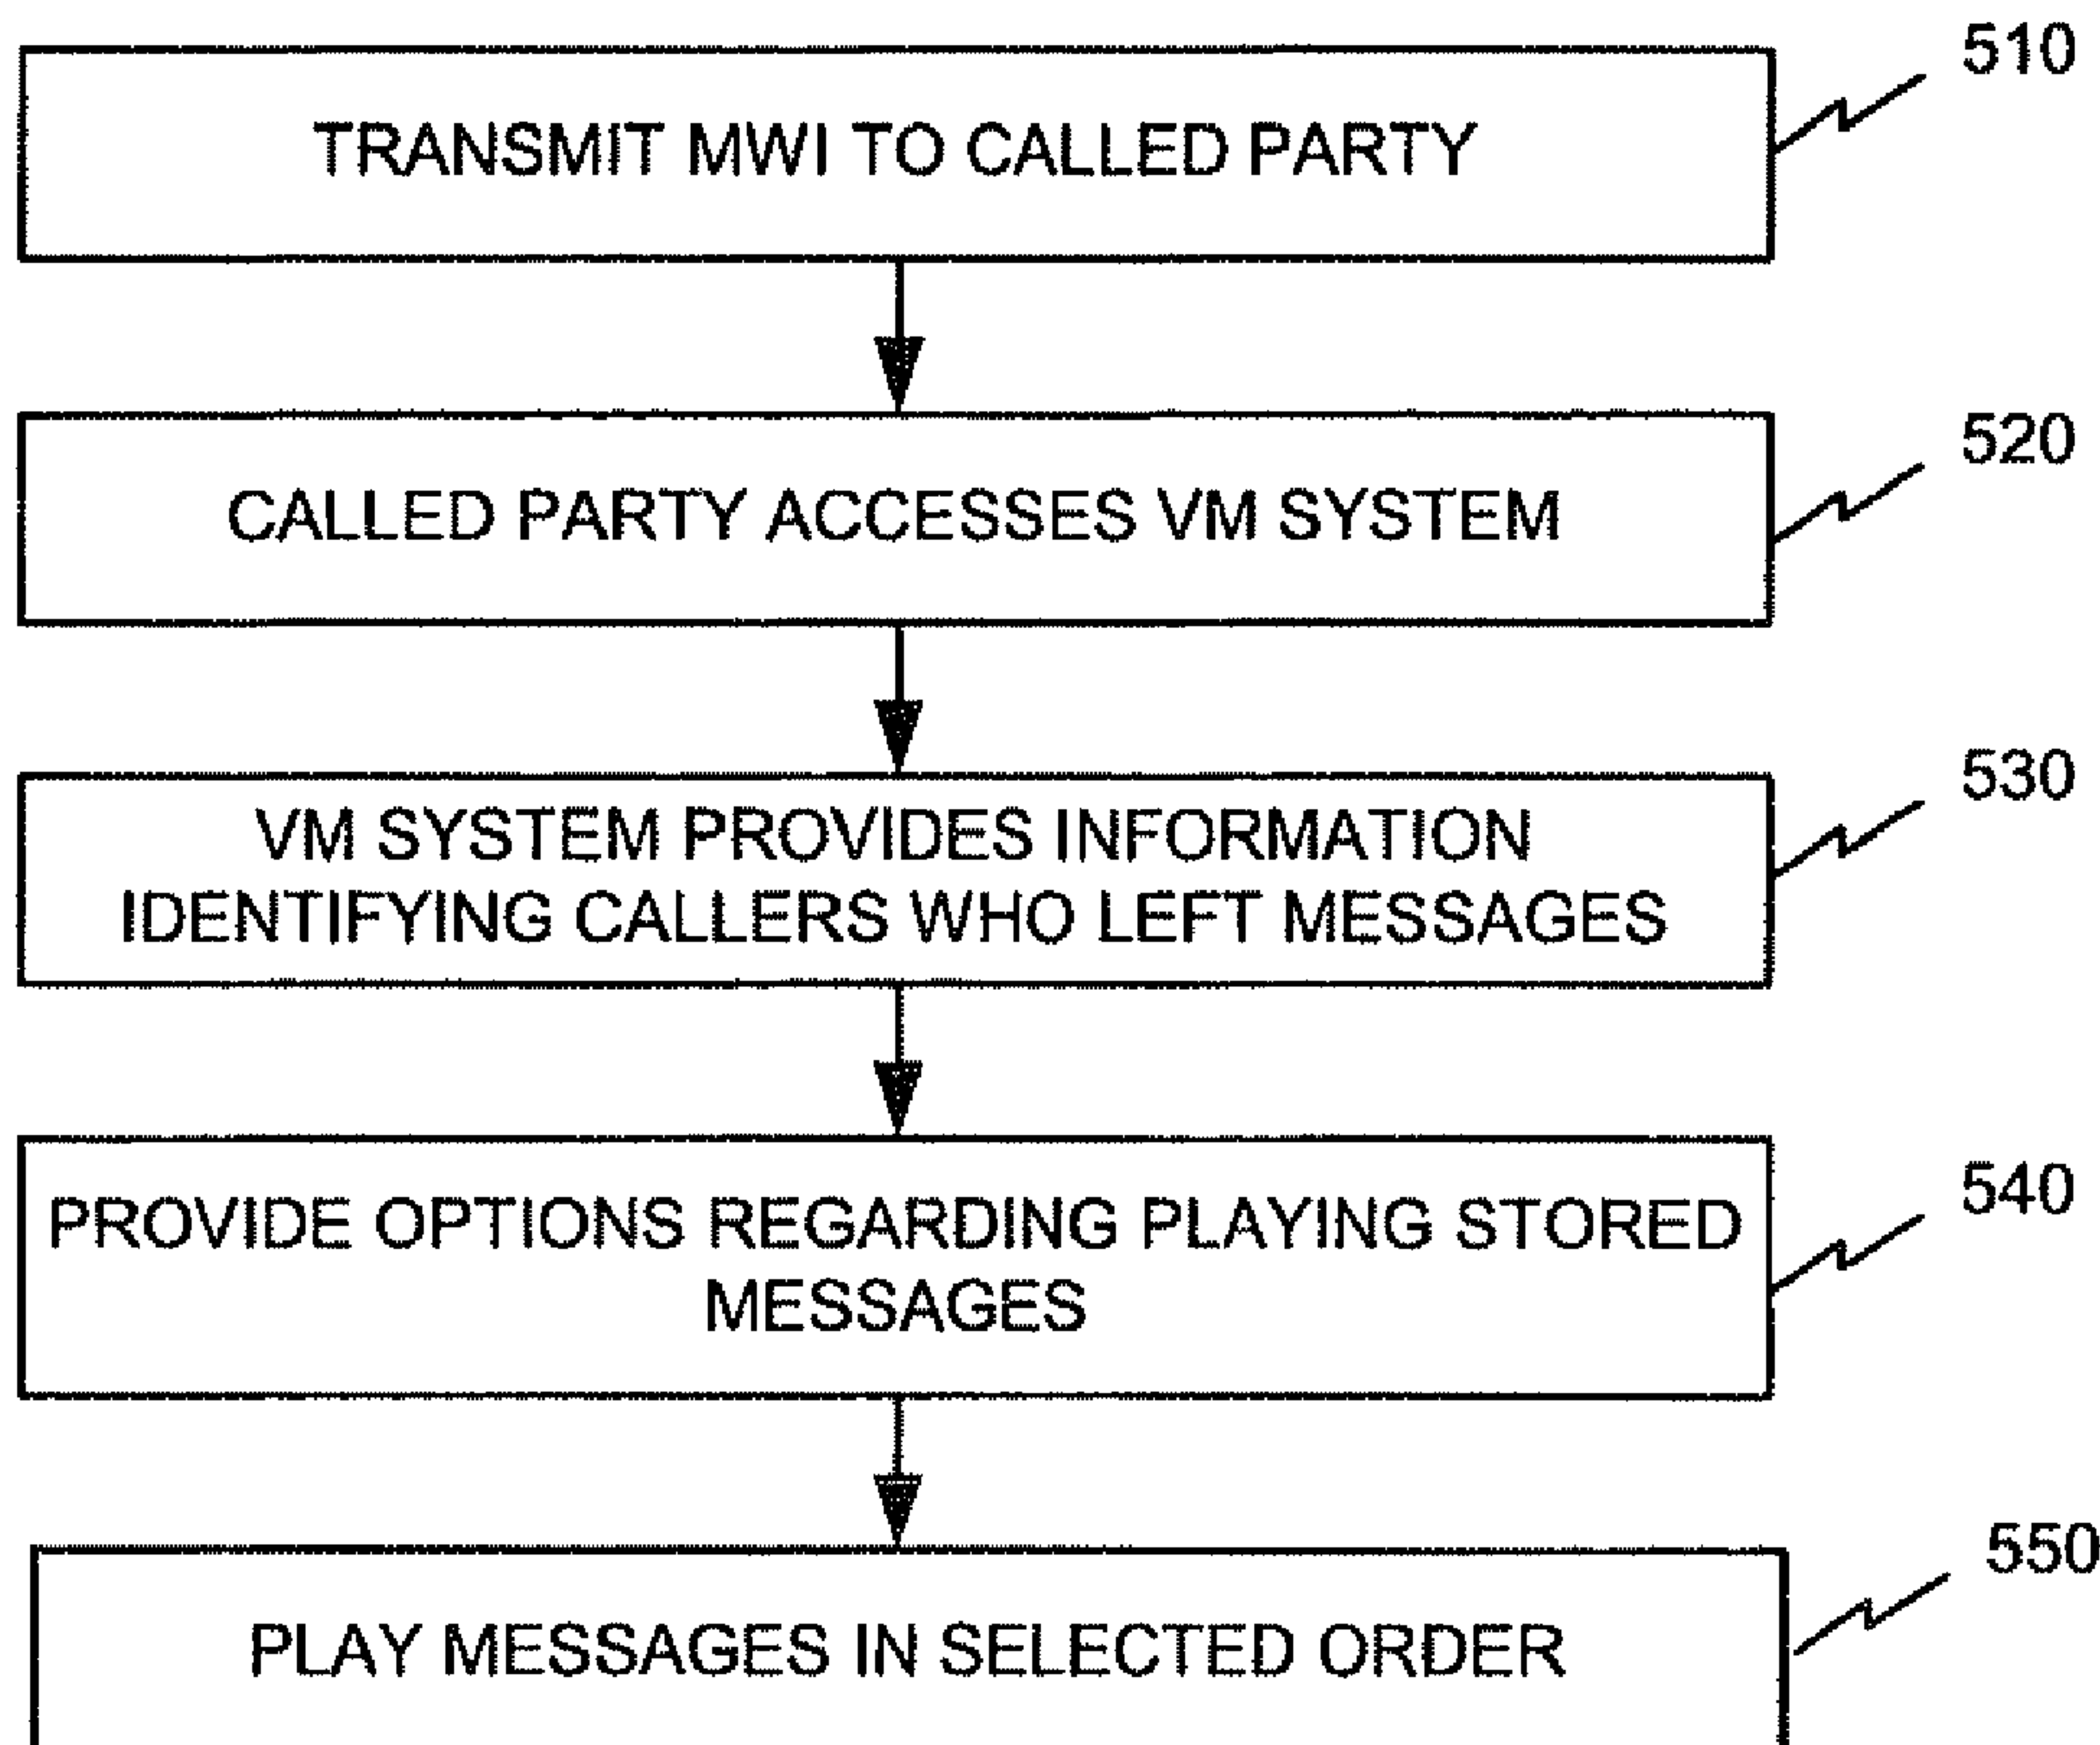 510
TRANSMIT MWI TO CALLED PARTY
520
CALLED PARTY ACCESSES VM SYSTEM
530
VM SYSTEM PROVIDES INFORMATION
IDENTIFYING CALLERS WHO LEFT MESSAGES
540
PROVIDE OPTIONS REGARDING PLAYING STORED
MESSAGES
550
PLAY MESSAGES IN SELECTED ORDER